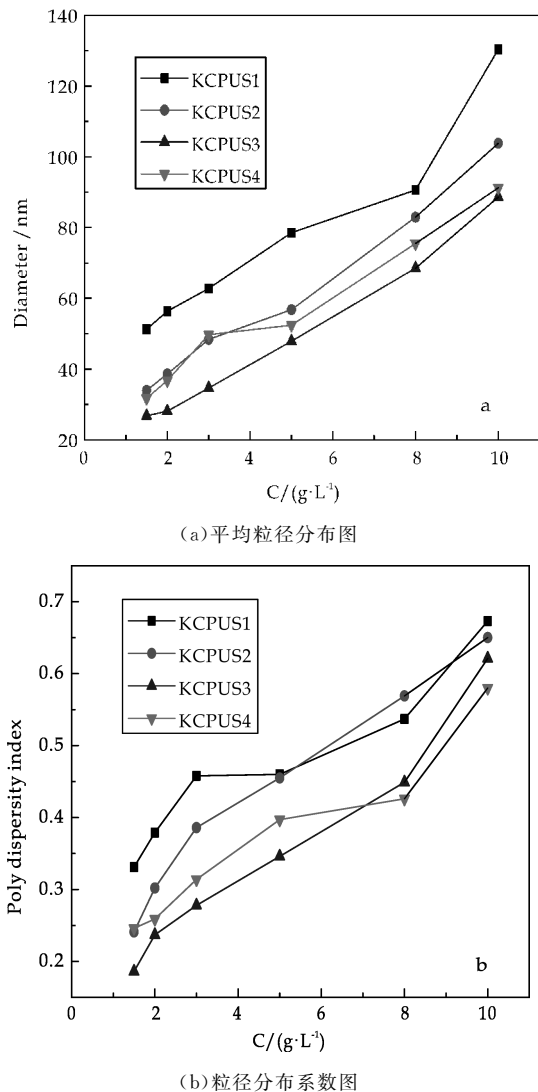 140
120
100
80
60
40
20
KCPUS1
KCPUS2
KCPUS3
KCPUS4
Diameter /nm
a
0 2 4 6 8 10
C/(g·L⁻¹)
(a)平均粒径分布图
0.7
0.6
0.5
0.4
0.3
0.2
KCPUS1
KCPUS2
KCPUS3
KCPUS4
Poly dispersity index
b
0 2 4 6 8 10
C/(g·L⁻¹)
(b)粒径分布系数图